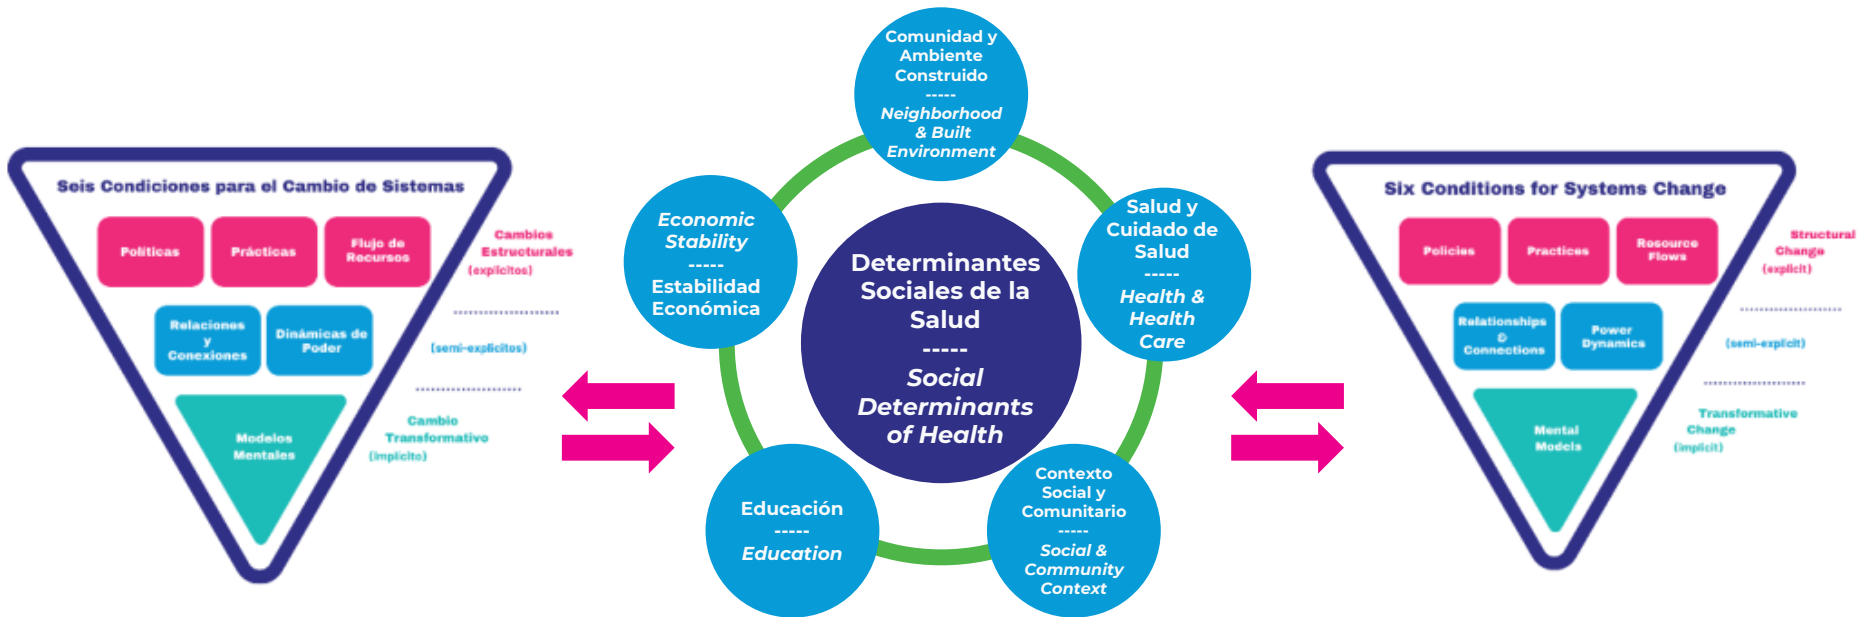 Seis Condiciones para el Cambio de Sistemas
Políticas
Prácticas
Flujo de
Recursos
Cambios
Estructurales
(explícitos)
Relaciones
y
Conexiones
Dinámicas de
Poder
(semi-explícitos)
Modelos
Mentales
Cambio
Transformativo
(implícito)
Comunidad y
Ambiente
Construido
-----
Neighborhood
& Built
Environment
Economic
Stability
-----
Estabilidad
Económica
Determinantes
Sociales de la
Salud
-----
Social
Determinants
of Health
Salud y
Cuidado de
Salud
-----
Health &
Health
Care
Educación
-----
Education
Contexto
Social y
Comunitario
-----
Social &
Community
Context
Six Conditions for Systems Change
Policies
Practices
Resource
Flows
Structural
Change
(explicit)
Relationships
&
Connections
Power
Dynamics
(semi-explicit)
Mental
Models
Transformative
Change
(implicit)